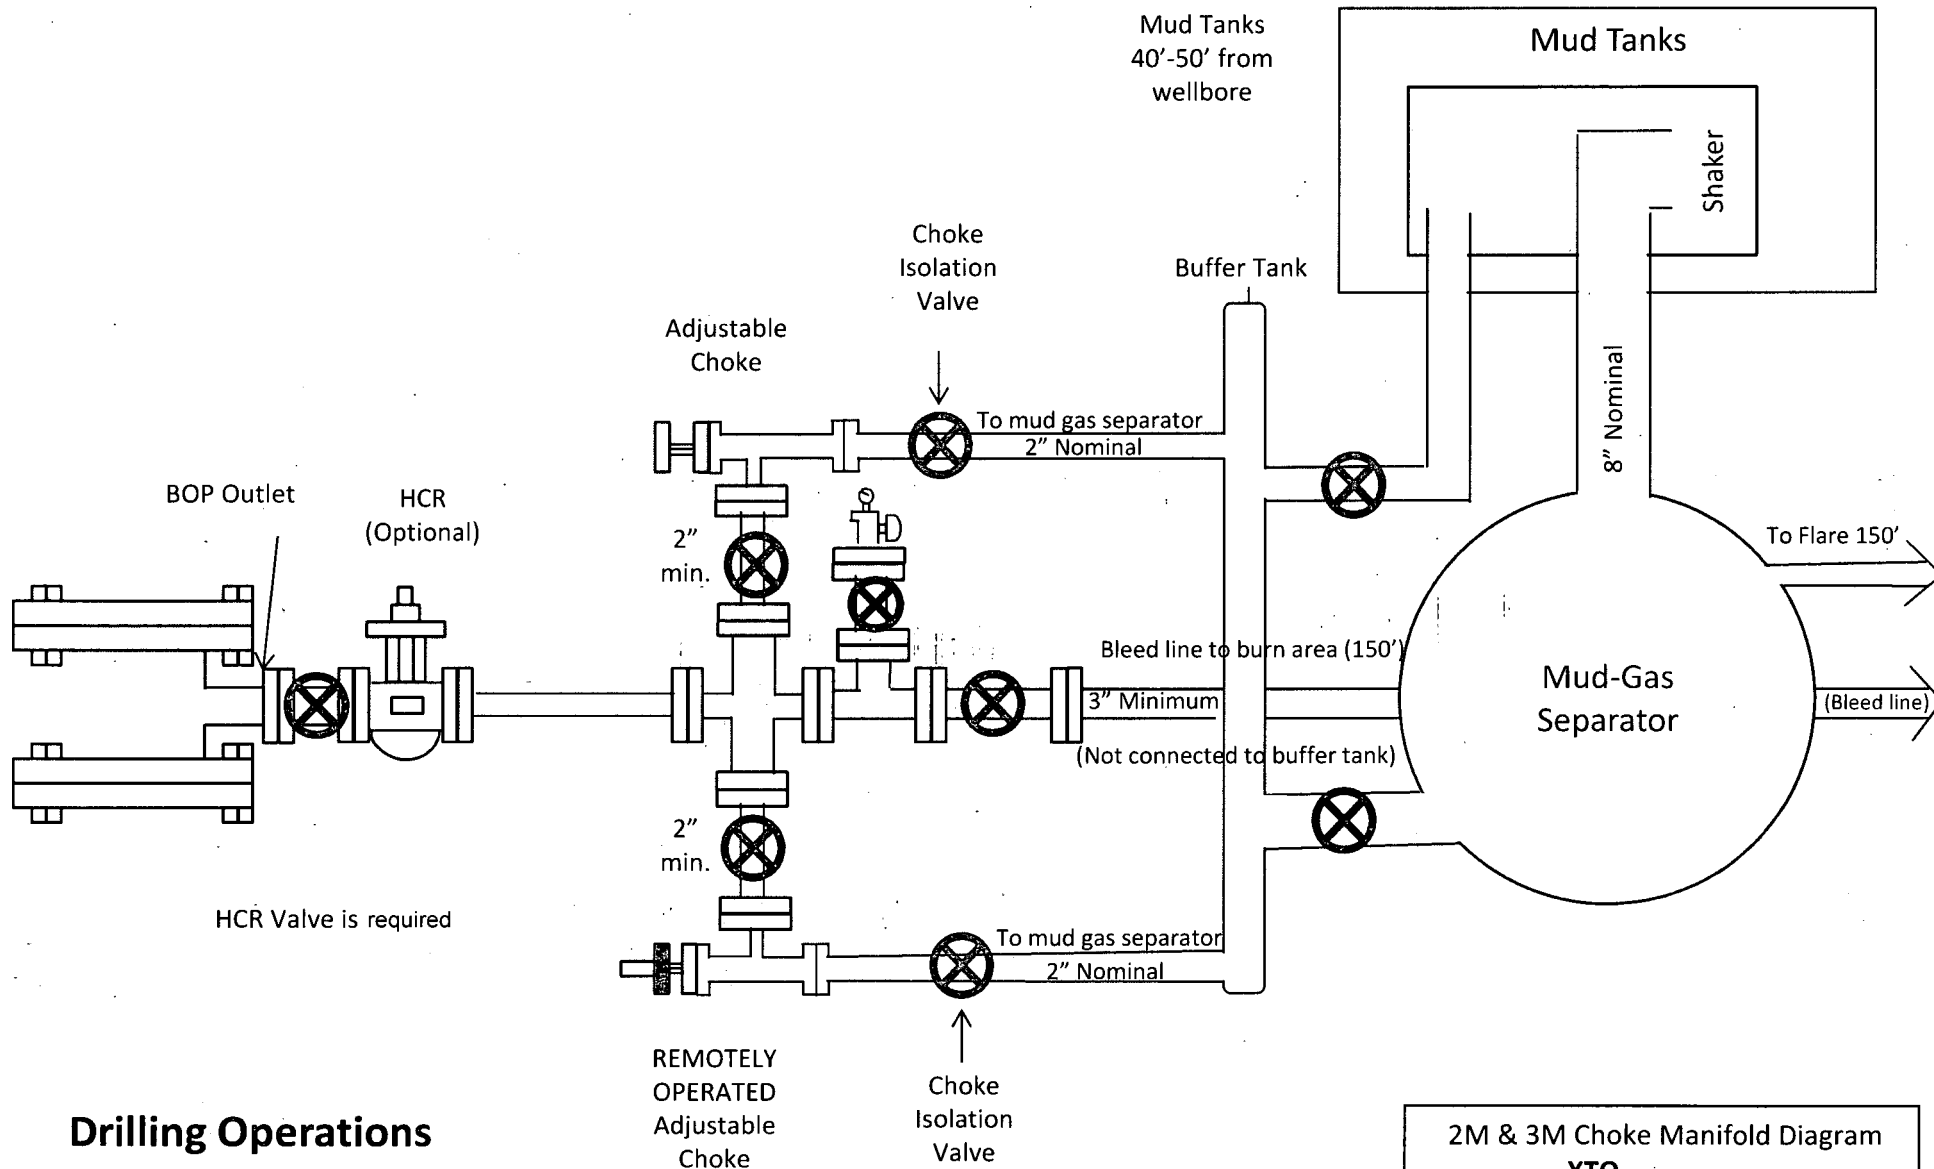 Mud Tanks
40'-50' from
wellbore
Mud Tanks
Shaker
Choke
Isolation
Valve
Buffer Tank
Adjustable
Choke
8" Nominal
To mud gas separator
2" Nominal
BOP Outlet
HCR
(Optional)
2"
min.
To Flare 150'
Bleed line to burn area (150')
3" Minimum
(Not connected to buffer tank)
Mud-Gas
Separator
(Bleed line)
2"
min.
HCR Valve is required
To mud gas separator
2" Nominal
REMOTELY
OPERATED
Adjustable
Choke
Choke
Isolation
Valve
Drilling Operations
2M & 3M Choke Manifold Diagram
XTO